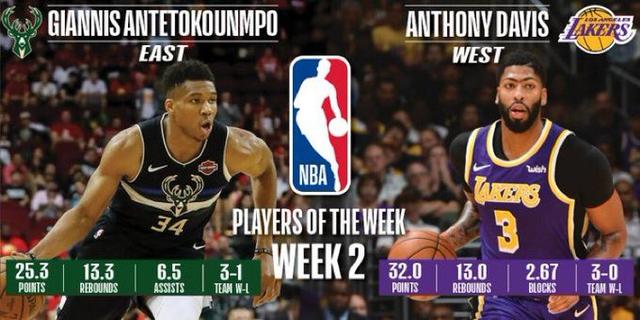 GIANNIS ANTETOKOUNMPO
EAST
ANTHONY DAVIS
WEST
LOS ANGELES
LAKERS
NBA
PLAYERS OF THE WEEK
WEEK 2
34
wish
LAKERS
3
25.3 POINTS
13.3 REBOUNDS
6.5 ASSISTS
3-1 TEAM W-L
32.0 POINTS
13.0 REBOUNDS
2.67 BLOCKS
3-0 TEAM W-L